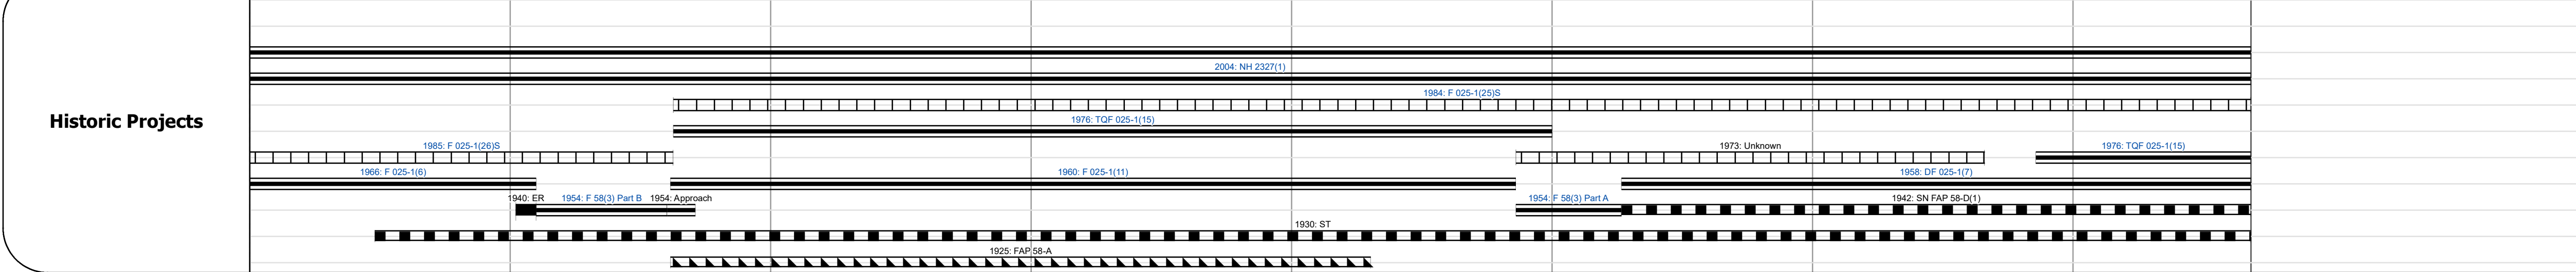 2004: NH 2327(1)
1984: F 025-1(25)S
1976: TQF 025-1(15)
Historic Projects
1985: F 025-1(26)S
1973: Unknown
1976: TQF 025-1(15)
1966: F 025-1(6)
1960: F 025-1(11)
1958: DF 025-1(7)
1940: ER
1954: F 58(3) Part B
1954: Approach
1954: F 58(3) Part A
1942: SN FAP 58-D(1)
1930: ST
1925: FAP 58-A